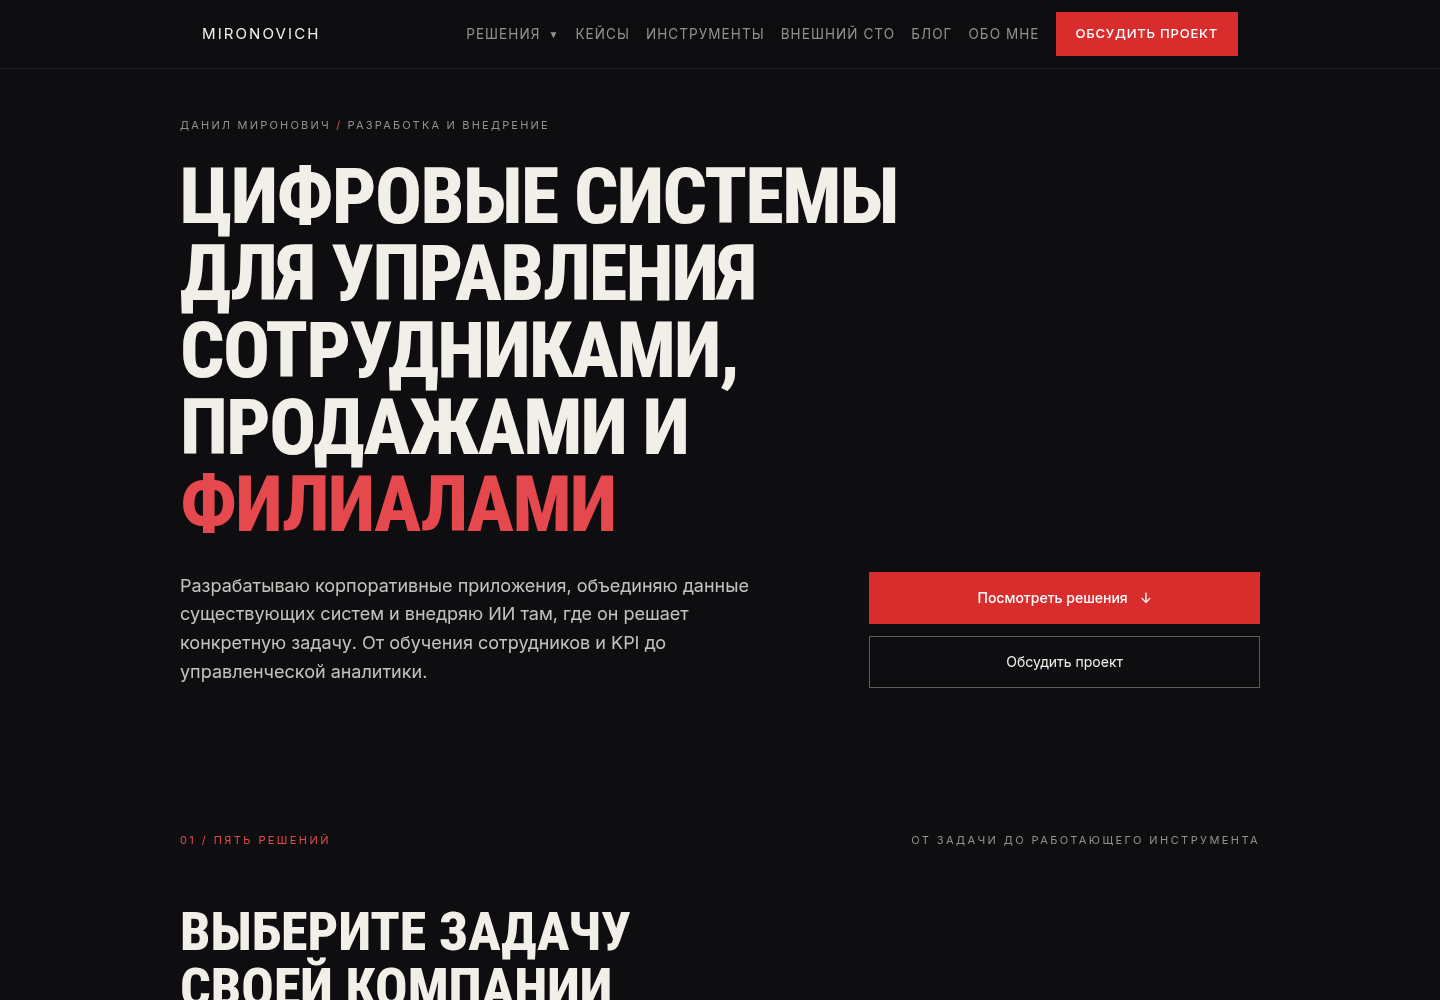 MIRONOVICH
РЕШЕНИЯ ▼ КЕЙСЫ ИНСТРУМЕНТЫ ВНЕШНИЙ СТО БЛОГ ОБО МНЕ ОБСУДИТЬ ПРОЕКТ
ДАНИЛ МИРОНОВИЧ / РАЗРАБОТКА И ВНЕДРЕНИЕ
ЦИФРОВЫЕ СИСТЕМЫ
ДЛЯ УПРАВЛЕНИЯ
СОТРУДНИКАМИ,
ПРОДАЖАМИ И
ФИЛИАЛАМИ
Разрабатываю корпоративные приложения, объединяю данные
существующих систем и внедряю ИИ там, где он решает
конкретную задачу. От обучения сотрудников и KPI до
управленческой аналитики.
Посмотреть решения ↓
Обсудить проект
01 / ПЯТЬ РЕШЕНИЙ
ОТ ЗАДАЧИ ДО РАБОТАЮЩЕГО ИНСТРУМЕНТА
ВЫБЕРИТЕ ЗАДАЧУ
СВОЕЙ КОМПАНИИ